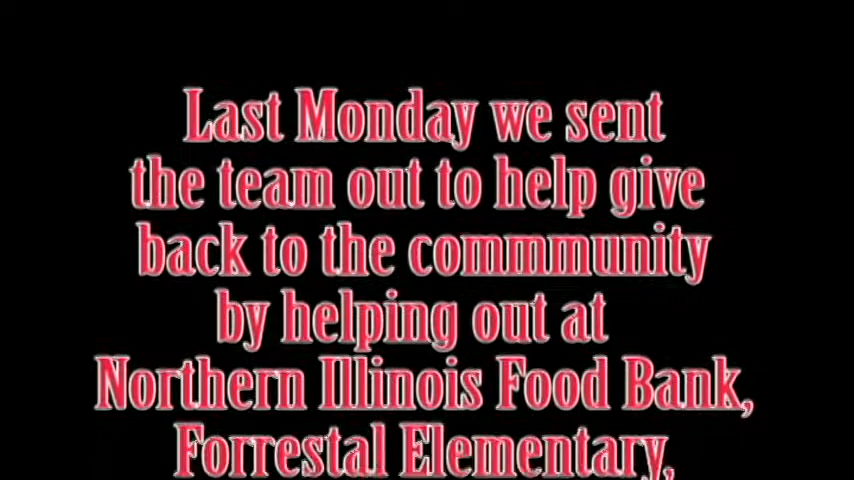 Last Monday we sent
the team out to help give
back to the commmunity
by helping out at
Northern Illinois Food Bank,
Forrestal Elementary,